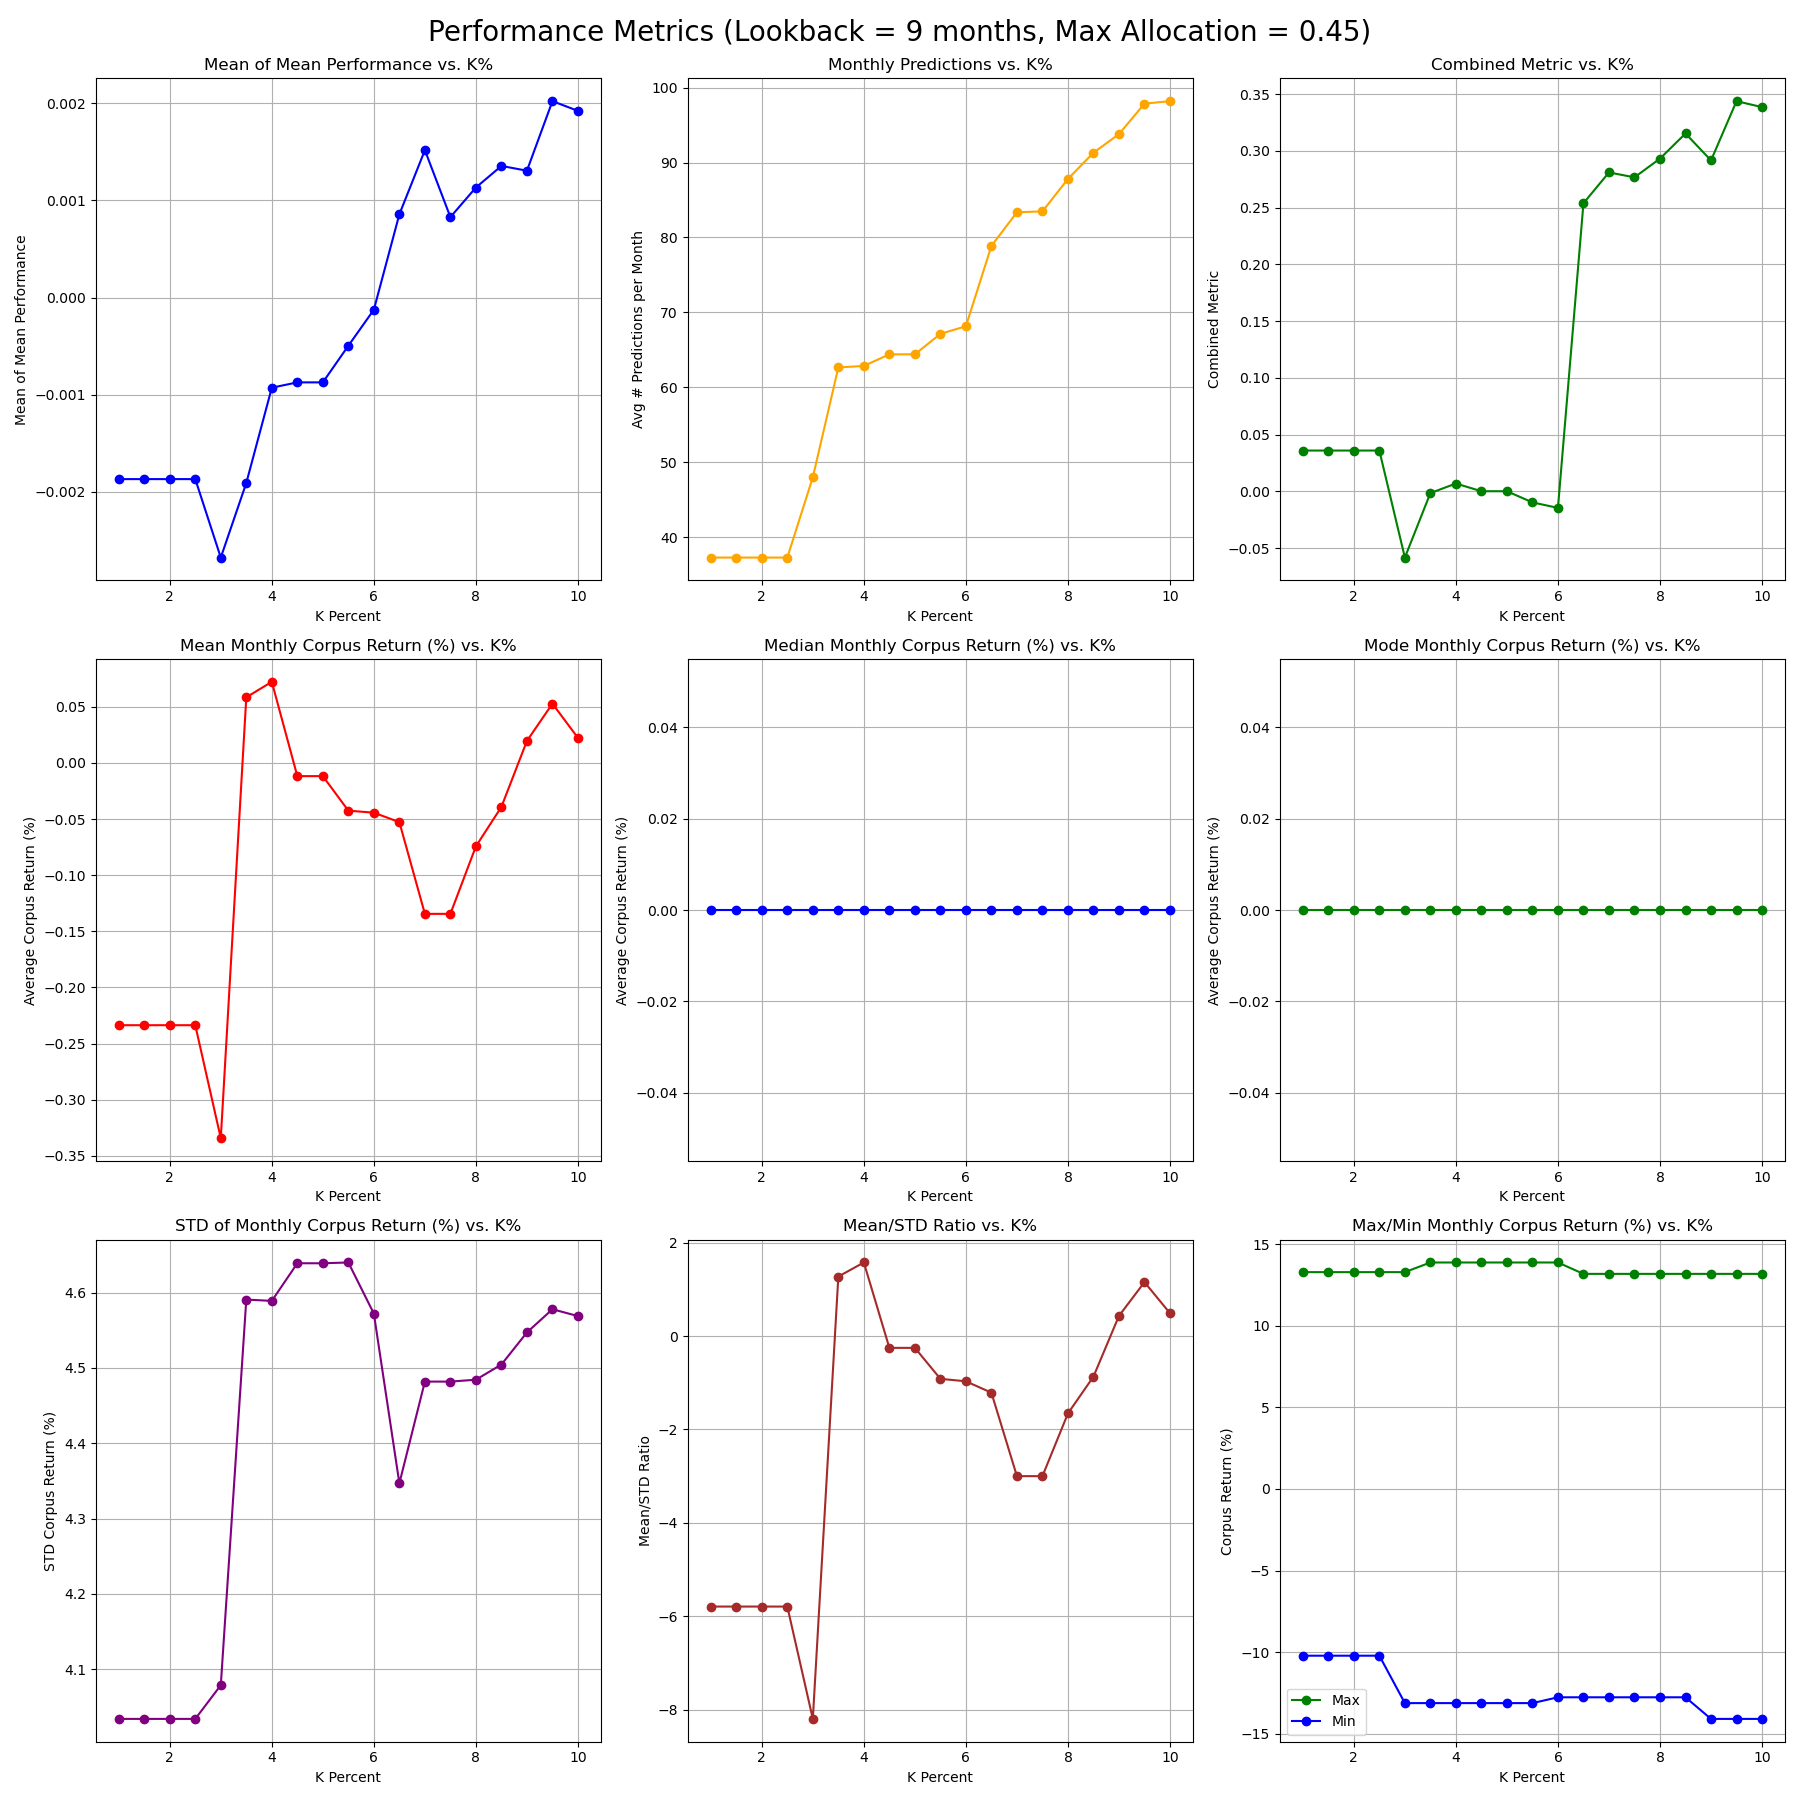 Performance Metrics (Lookback = 9 months, Max Allocation = 0.45)
Mean of Mean Performance vs. K%
0.002
0.001
0.000
−0.001
−0.002
Mean of Mean Performance
2 4 6 8 10
K Percent
Monthly Predictions vs. K%
100
90
80
70
60
50
40
Avg # Predictions per Month
2 4 6 8 10
K Percent
Combined Metric vs. K%
0.35
0.30
0.25
0.20
0.15
0.10
0.05
0.00
−0.05
Combined Metric
2 4 6 8 10
K Percent
Mean Monthly Corpus Return (%) vs. K%
0.05
0.00
−0.05
−0.10
−0.15
−0.20
−0.25
−0.30
−0.35
Average Corpus Return (%)
2 4 6 8 10
K Percent
Median Monthly Corpus Return (%) vs. K%
0.04
0.02
0.00
−0.02
−0.04
Average Corpus Return (%)
2 4 6 8 10
K Percent
Mode Monthly Corpus Return (%) vs. K%
0.04
0.02
0.00
−0.02
−0.04
Average Corpus Return (%)
2 4 6 8 10
K Percent
STD of Monthly Corpus Return (%) vs. K%
4.6
4.5
4.4
4.3
4.2
4.1
STD Corpus Return (%)
2 4 6 8 10
K Percent
Mean/STD Ratio vs. K%
2
0
−2
−4
−6
−8
Mean/STD Ratio
2 4 6 8 10
K Percent
Max/Min Monthly Corpus Return (%) vs. K%
15
10
5
0
−5
−10
−15
Corpus Return (%)
Max
Min
2 4 6 8 10
K Percent